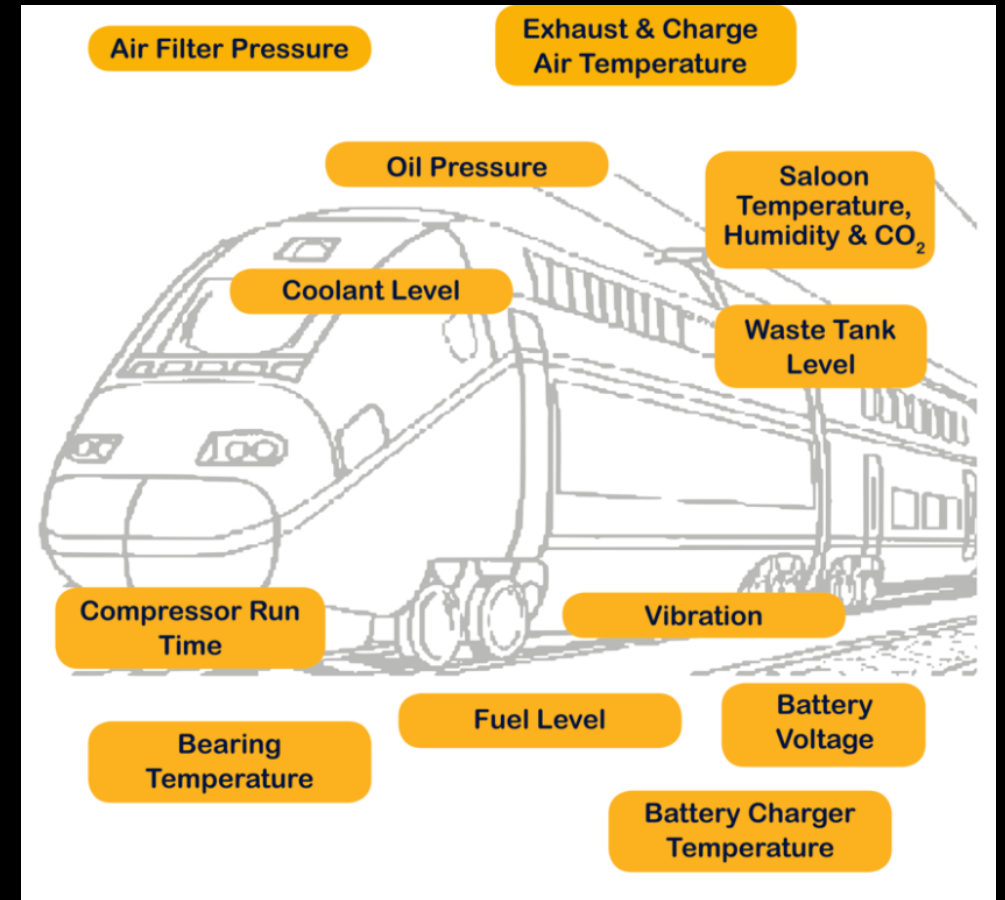 Air Filter Pressure
Exhaust & Charge
Air Temperature
Oil Pressure
Saloon
Temperature,
Humidity & CO₂
Coolant Level
Waste Tank
Level
Compressor Run
Time
Vibration
Fuel Level
Battery
Voltage
Bearing
Temperature
Battery Charger
Temperature